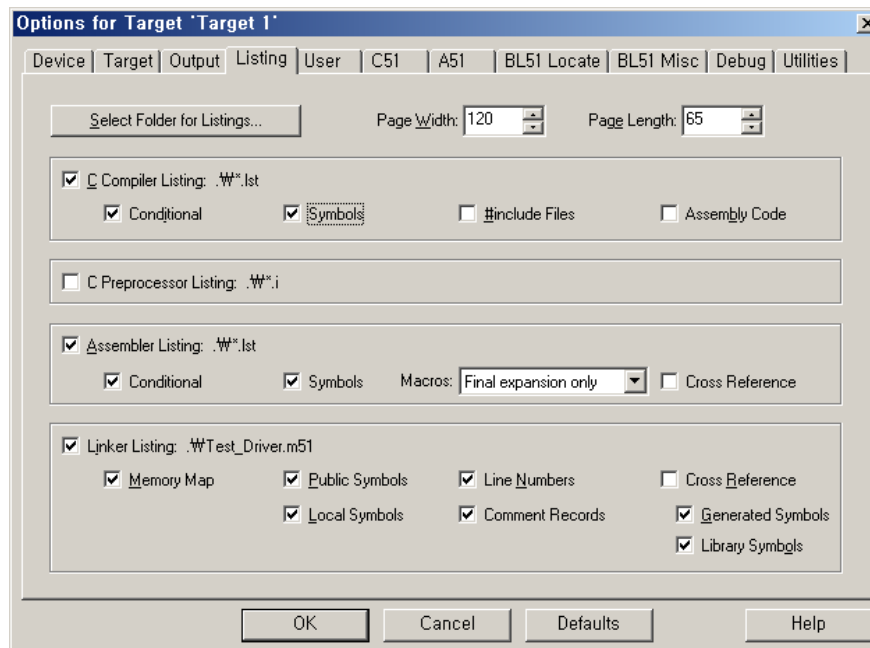 Options for Target 'Target 1'
Device Target Output Listing User C51 A51 BL51 Locate BL51 Misc Debug Utilities
Select Folder for Listings... Page Width: 120 Page Length: 65
C Compiler Listing: .₩*.lst
Conditional Symbols #include Files Assembly Code
C Preprocessor Listing: .₩*.i
Assembler Listing: .₩*.lst
Conditional Symbols Macros: Final expansion only Cross Reference
Linker Listing: .₩Test_Driver.m51
Memory Map Public Symbols Line Numbers Cross Reference
Local Symbols Comment Records Generated Symbols
Library Symbols
OK Cancel Defaults Help